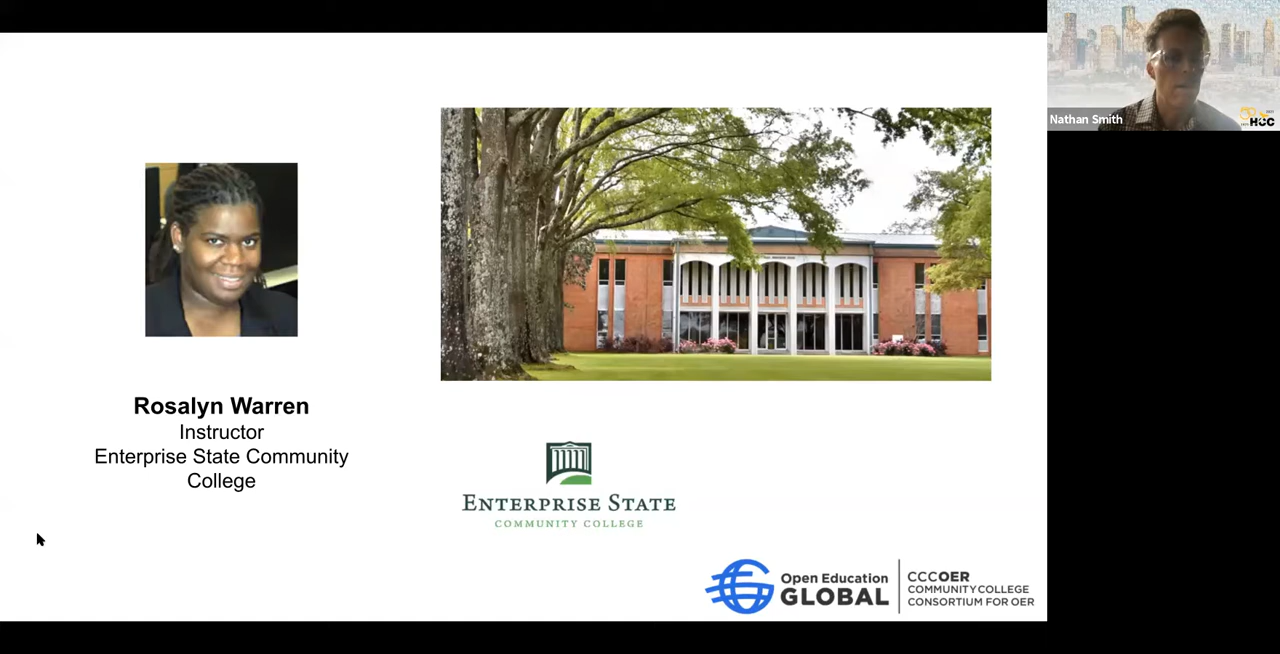 Rosalyn Warren
Instructor
Enterprise State Community
College
ENTERPRISE STATE
COMMUNITY COLLEGE
Open Education
GLOBAL
CCCOER
COMMUNITY COLLEGE
CONSORTIUM FOR OER
Nathan Smith
HCC